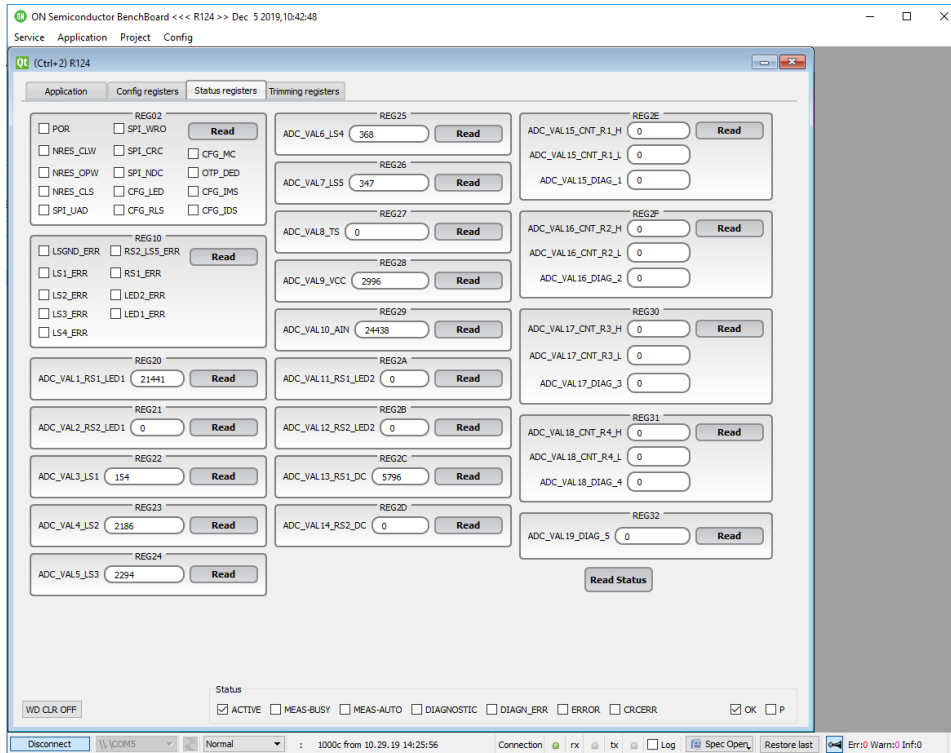 ON Semiconductor BenchBoard <<< R124 >> Dec 5 2019,10:42:48
Service Application Project Config
Qt (Ctrl+2) R124
Application Config registers Status registers Trimming registers
REG02
POR SPI_WRO Read
NRES_CLW SPI_CRC CFG_MC
NRES_OPW SPI_NDC OTP_DED
NRES_CLS CFG_LED CFG_IMS
SPI_UAD CFG_RLS CFG_IDS
REG10
LSGND_ERR RS2_LS5_ERR Read
LS1_ERR RS1_ERR
LS2_ERR LED2_ERR
LS3_ERR LED1_ERR
LS4_ERR
REG20
ADC_VAL1_RS1_LED1 21441 Read
REG21
ADC_VAL2_RS2_LED1 0 Read
REG22
ADC_VAL3_LS1 154 Read
REG23
ADC_VAL4_LS2 2186 Read
REG24
ADC_VAL5_LS3 2294 Read
REG25
ADC_VAL6_LS4 368 Read
REG26
ADC_VAL7_LS5 347 Read
REG27
ADC_VAL8_TS 0 Read
REG28
ADC_VAL9_VCC 2996 Read
REG29
ADC_VAL10_AIN 24438 Read
REG2A
ADC_VAL11_RS1_LED2 0 Read
REG2B
ADC_VAL12_RS2_LED2 0 Read
REG2C
ADC_VAL13_RS1_DC 5796 Read
REG2D
ADC_VAL14_RS2_DC 0 Read
REG2E
ADC_VAL15_CNT_R1_H 0 Read
ADC_VAL15_CNT_R1_L 0
ADC_VAL15_DIAG_1 0
REG2F
ADC_VAL16_CNT_R2_H 0 Read
ADC_VAL16_CNT_R2_L 0
ADC_VAL16_DIAG_2 0
REG30
ADC_VAL17_CNT_R3_H 0 Read
ADC_VAL17_CNT_R3_L 0
ADC_VAL17_DIAG_3 0
REG31
ADC_VAL18_CNT_R4_H 0 Read
ADC_VAL18_CNT_R4_L 0
ADC_VAL18_DIAG_4 0
REG32
ADC_VAL19_DIAG_5 0 Read
Read Status
Status
WD CLR OFF ACTIVE MEAS-BUSY MEAS-AUTO DIAGNOSTIC DIAGN_ERR ERROR CRCERR OK P
Disconnect \\.\COM5 Normal : 1000c from 10.29.19 14:25:56 Connection rx tx Log Spec Open, Restore last Err:0 Warn:0 Inf:0